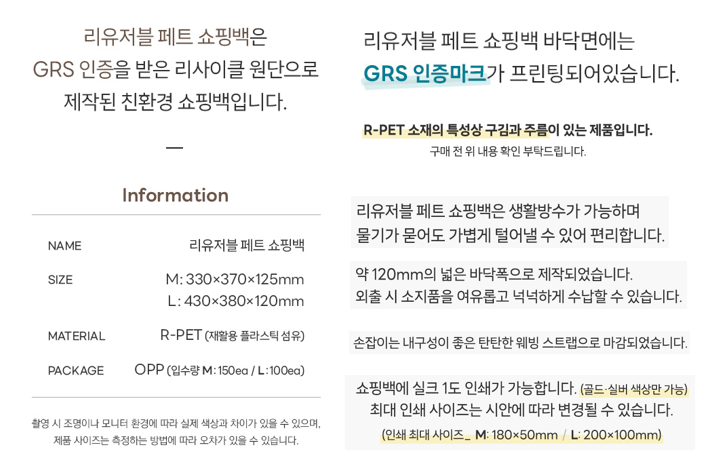 리유저블 페트 쇼핑백은
GRS 인증을 받은 리사이클 원단으로
제작된 친환경 쇼핑백입니다.
Information
NAME 리유저블 페트 쇼핑백
SIZE M : 330×370×125mm
L : 430×380×120mm
MATERIAL R-PET (재활용 플라스틱 섬유)
PACKAGE OPP (입수량 M : 150ea / L : 100ea)
촬영 시 조명이나 모니터 환경에 따라 실제 색상과 차이가 있을 수 있으며,
제품 사이즈는 측정하는 방법에 따라 오차가 있을 수 있습니다.
리유저블 페트 쇼핑백 바닥면에는
GRS 인증마크가 프린팅되어있습니다.
R-PET 소재의 특성상 구김과 주름이 있는 제품입니다.
구매 전 위 내용 확인 부탁드립니다.
리유저블 페트 쇼핑백은 생활방수가 가능하며
물기가 묻어도 가볍게 털어낼 수 있어 편리합니다.
약 120mm의 넓은 바닥폭으로 제작되었습니다.
외출 시 소지품을 여유롭고 넉넉하게 수납할 수 있습니다.
손잡이는 내구성이 좋은 탄탄한 웨빙 스트랩으로 마감되었습니다.
쇼핑백에 실크 1도 인쇄가 가능합니다. (골드·실버 색상만 가능)
최대 인쇄 사이즈는 시안에 따라 변경될 수 있습니다.
(인쇄 최대 사이즈_ M: 180×50mm / L: 200×100mm)